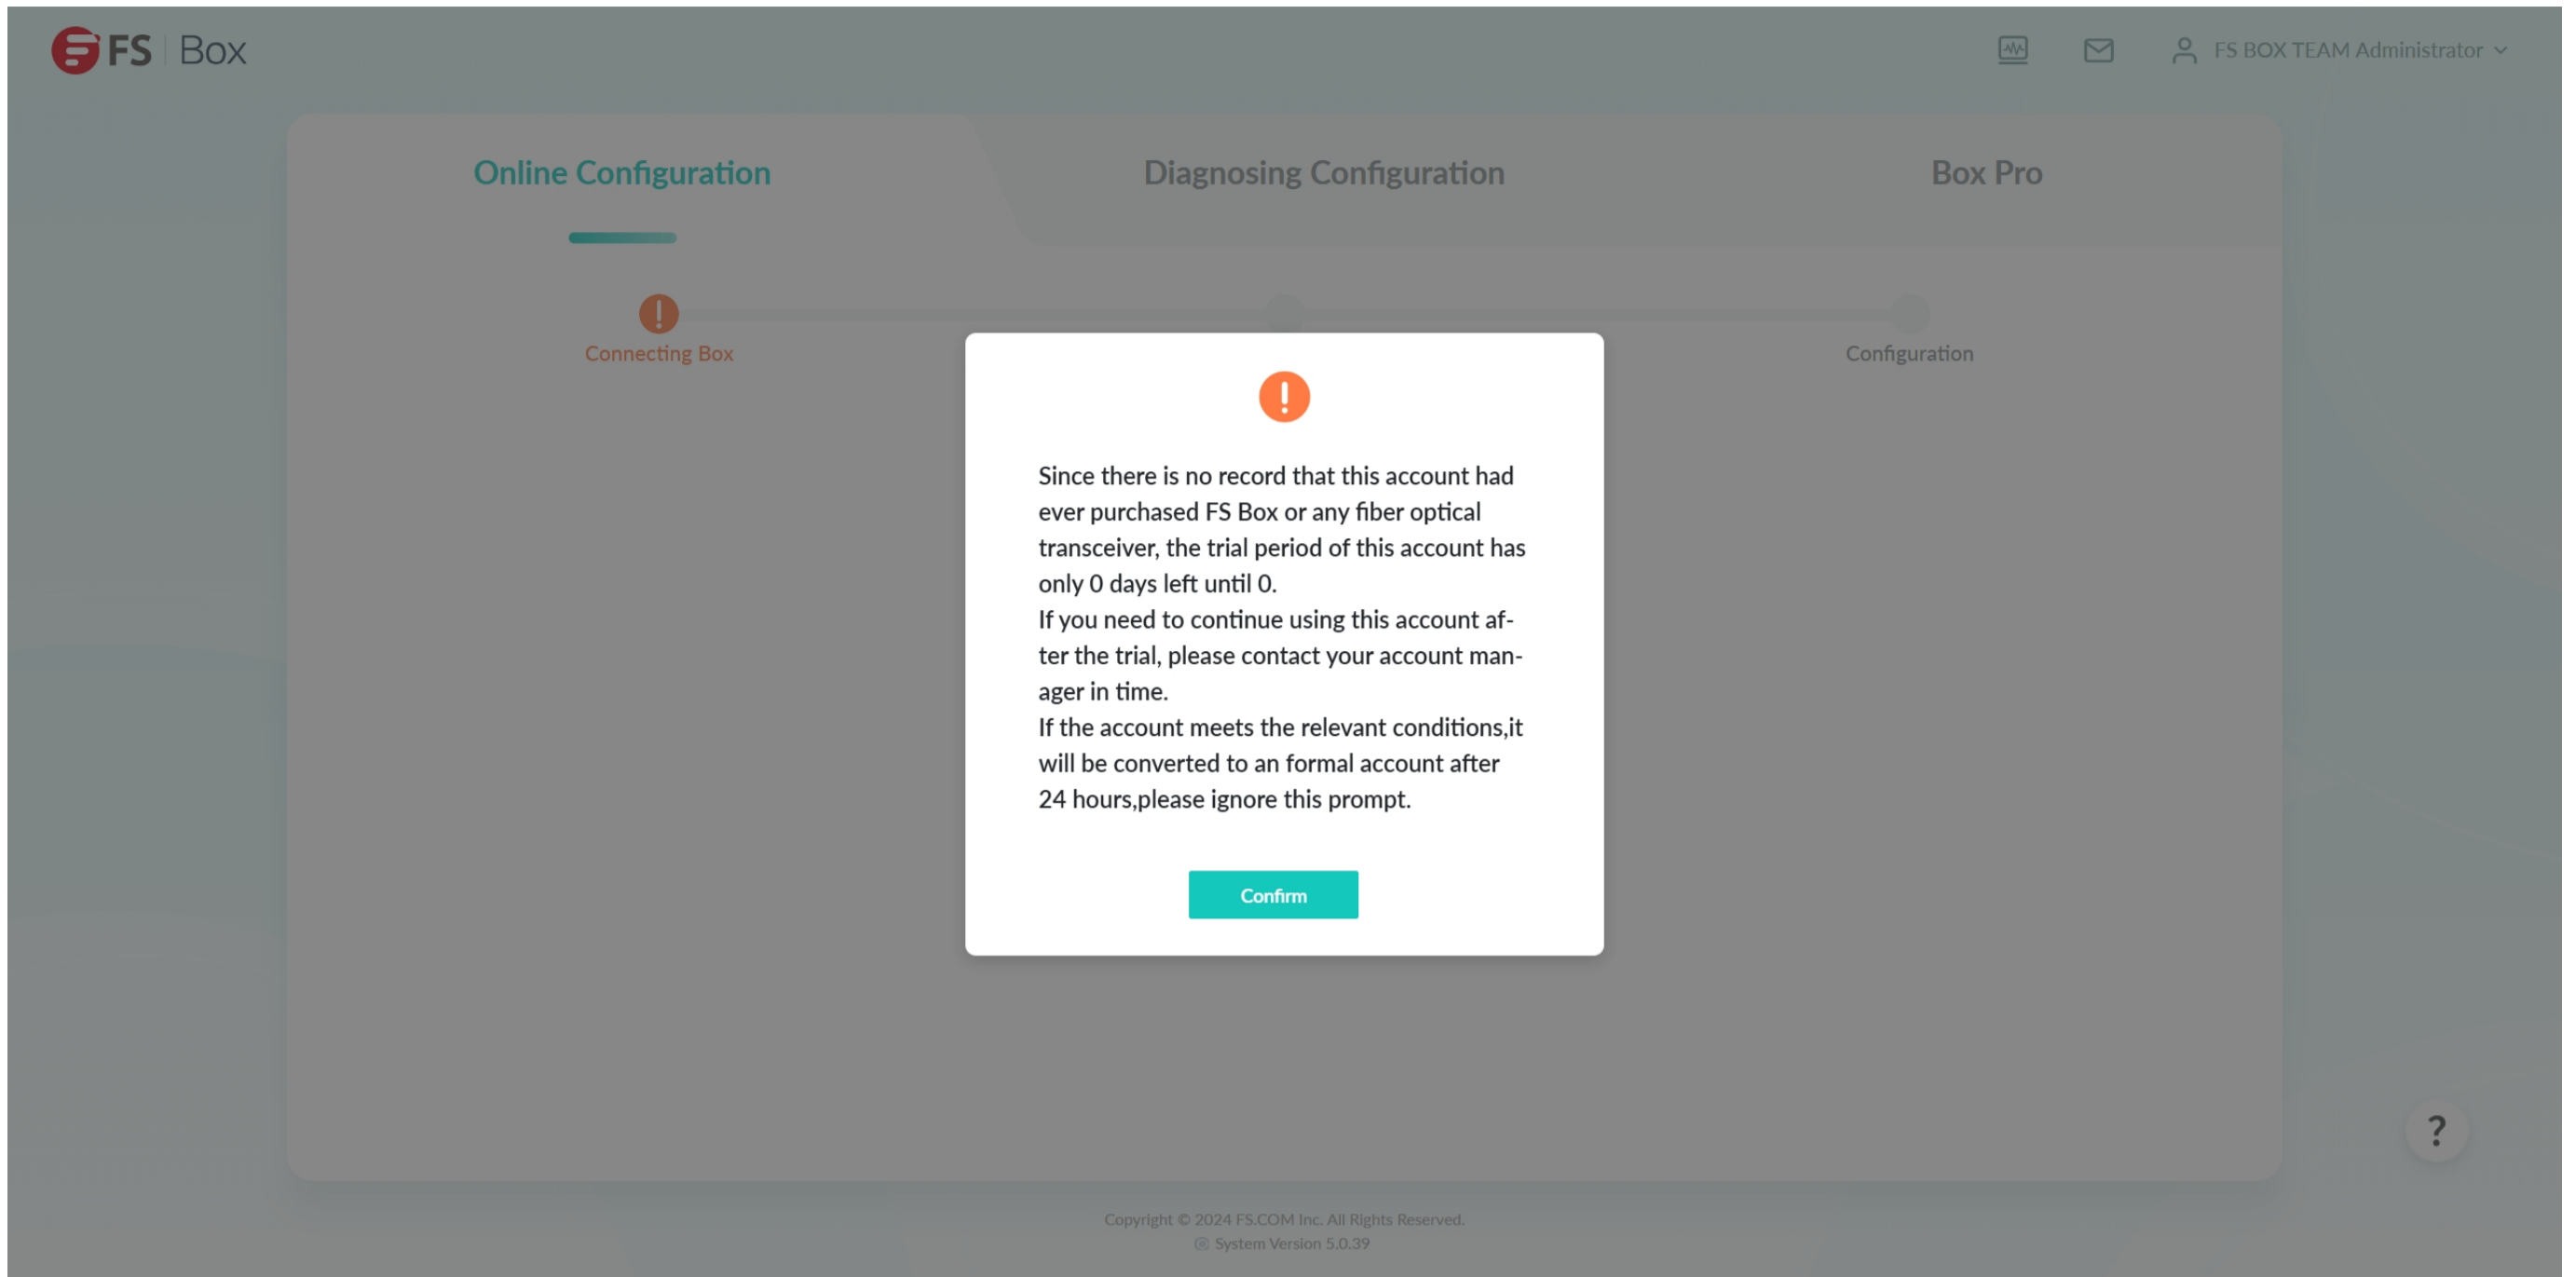 FS Box
FS BOX TEAM Administrator
Online Configuration
Diagnosing Configuration
Box Pro
!
Connecting Box
Configuration
!
Since there is no record that this account had
ever purchased FS Box or any fiber optical
transceiver, the trial period of this account has
only 0 days left until 0.
If you need to continue using this account af-
ter the trial, please contact your account man-
ager in time.
If the account meets the relevant conditions,it
will be converted to an formal account after
24 hours,please ignore this prompt.
Confirm
?
Copyright © 2024 FS.COM Inc. All Rights Reserved.
System Version 5.0.39